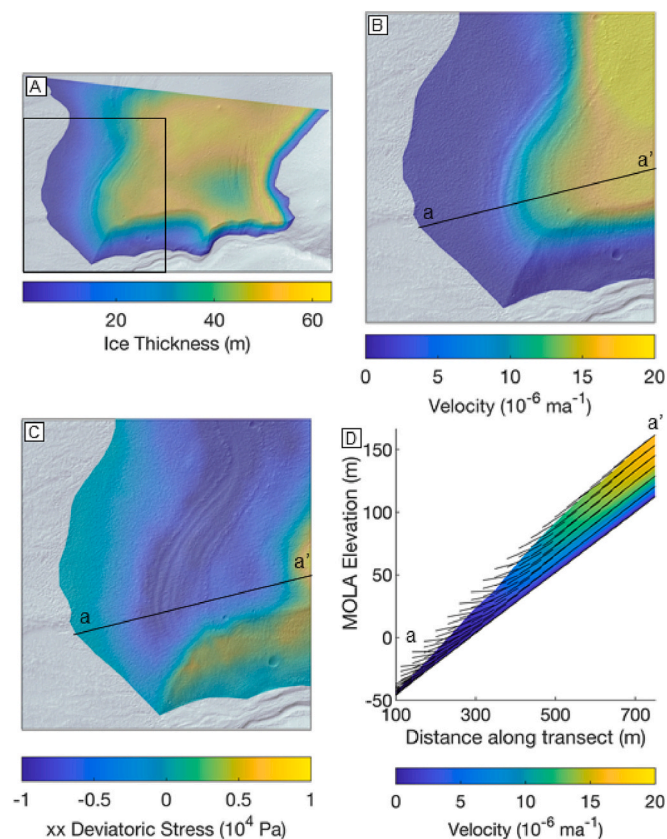 A
20 40 60
Ice Thickness (m)
B
a
a'
0 5 10 15 20
Velocity (10⁻⁶ ma⁻¹)
C
a
a'
-1 -0.5 0 0.5 1
xx Deviatoric Stress (10⁴ Pa)
D
a'
a
MOLA Elevation (m)
150
100
50
0
-50
100 300 500 700
Distance along transect (m)
0 5 10 15 20
Velocity (10⁻⁶ ma⁻¹)